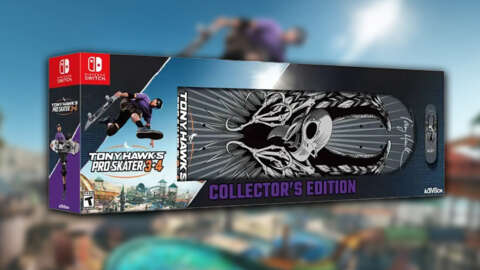 NINTENDO
SWITCH
NINTENDO
SWITCH
TONY HAWK'S
PRO SKATER 3+4
TONY HAWK'S
PRO SKATER 3+4
TONY HAWK'S
COLLECTOR'S EDITION
ACTIVISION
T